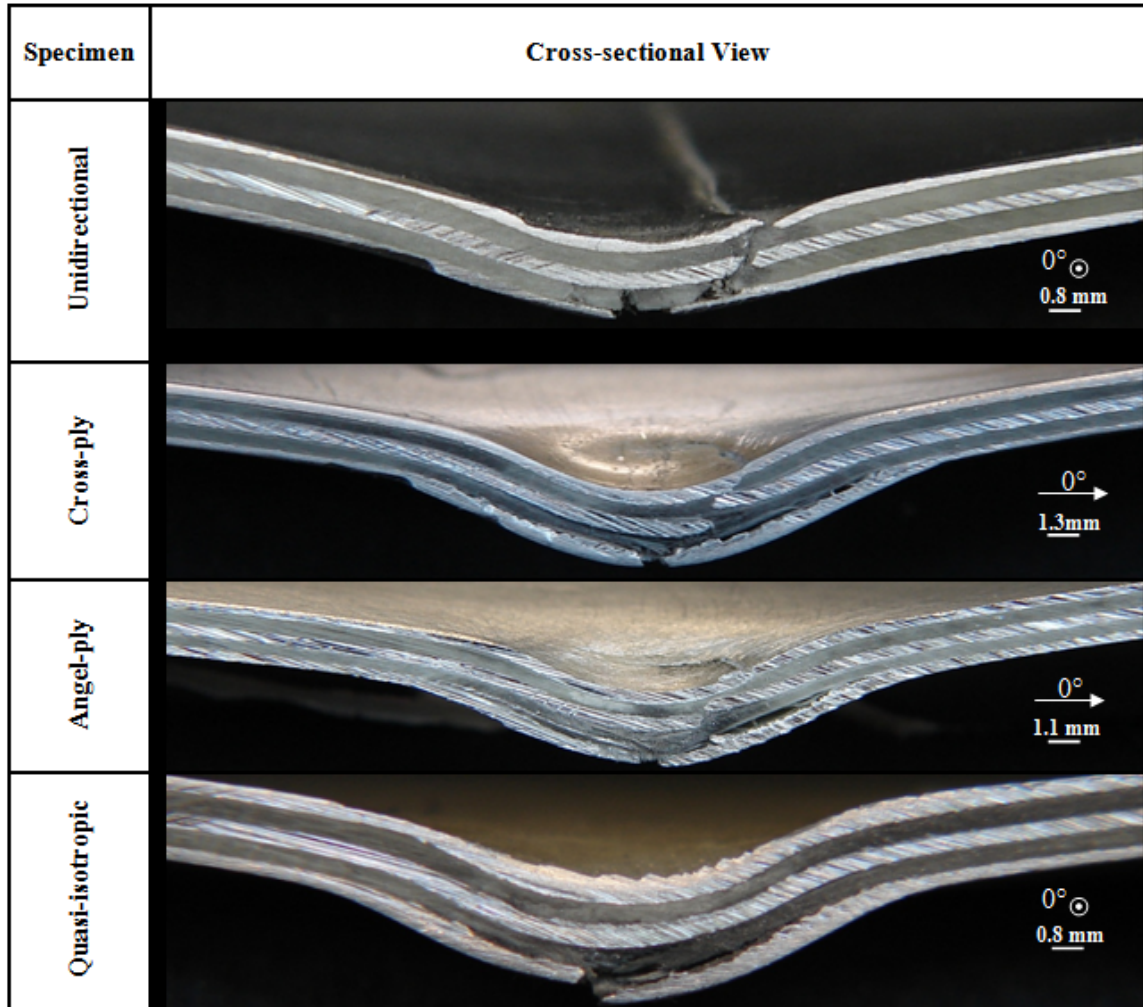 Specimen
Cross-sectional View
Unidirectional
0°
0.8 mm
Cross-ply
0°
1.3mm
Angel-ply
0°
1.1 mm
Quasi-isotropic
0°
0.8 mm